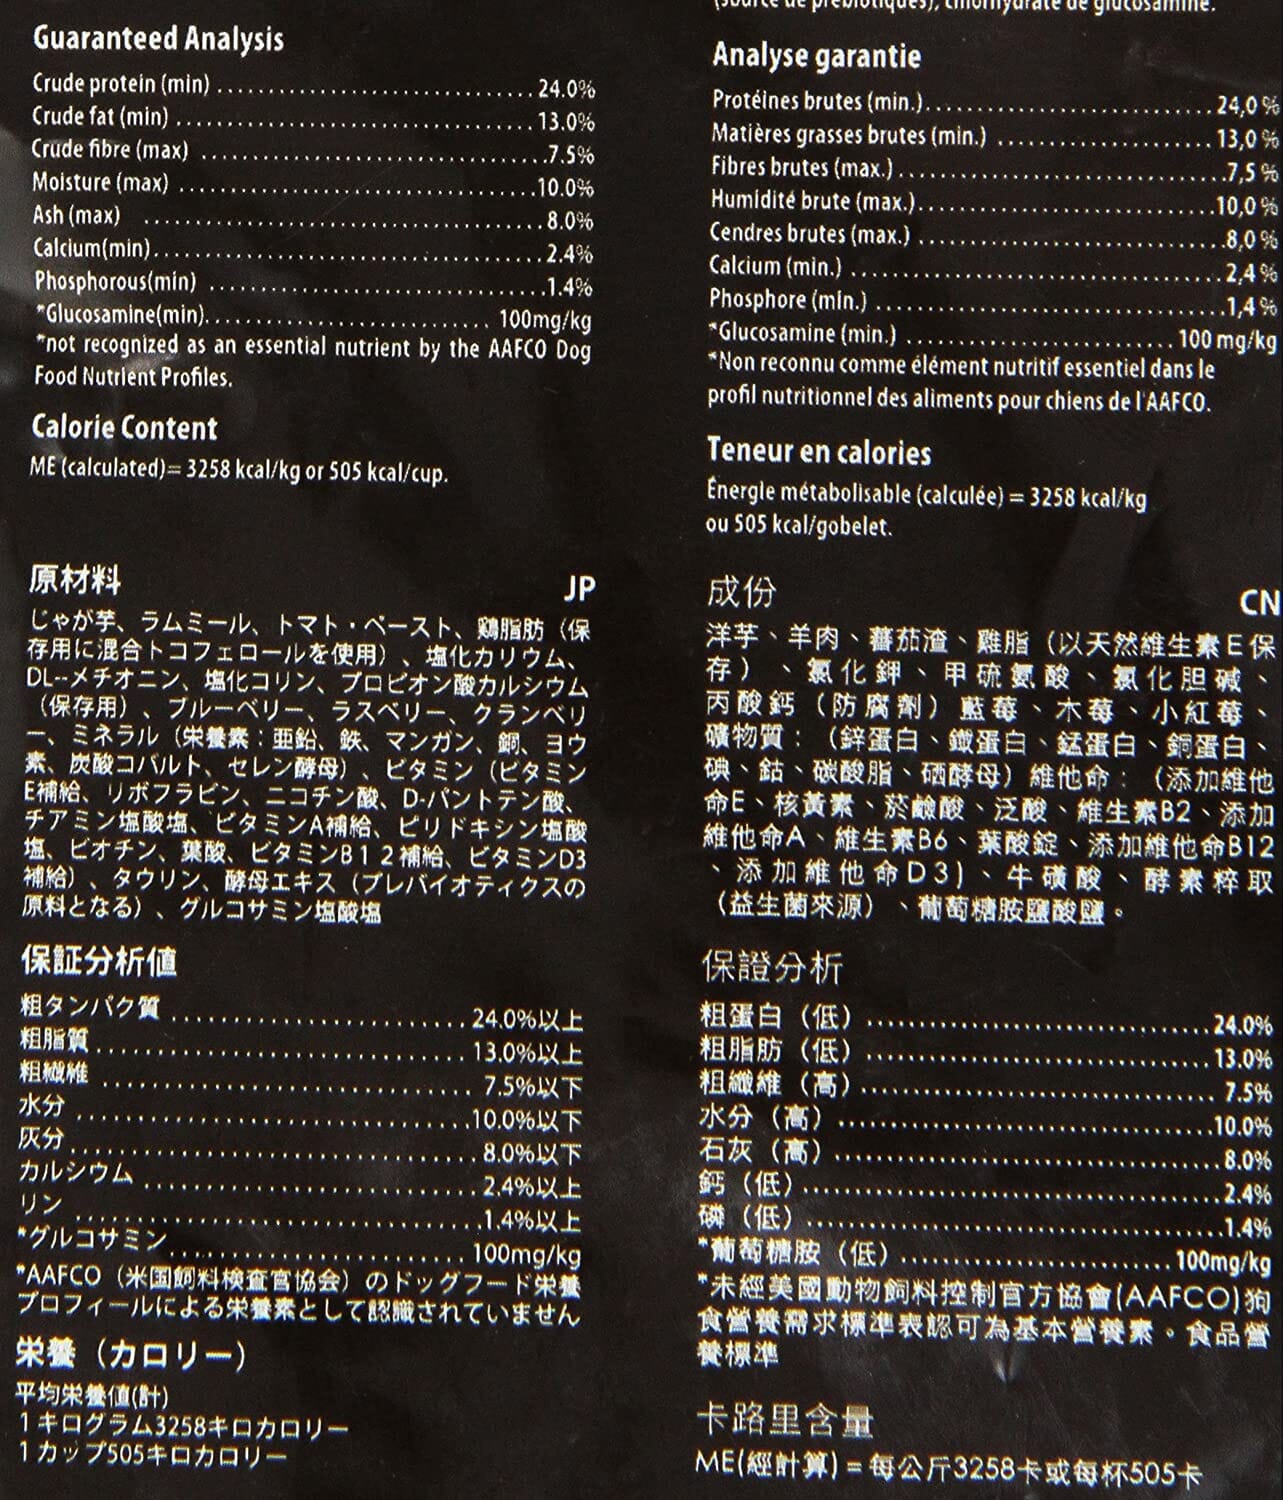 Guaranteed Analysis
Crude protein (min) 24.0%
Crude fat (min) 13.0%
Crude fibre (max) 7.5%
Moisture (max) 10.0%
Ash (max) 8.0%
Calcium(min) 2.4%
Phosphorous(min) 1.4%
*Glucosamine(min) 100mg/kg
*not recognized as an essential nutrient by the AAFCO Dog
Food Nutrient Profiles.
Calorie Content
ME (calculated)= 3258 kcal/kg or 505 kcal/cup.
(source de prébiotiques), chlorhydrate de glucosamine.
Analyse garantie
Protéines brutes (min.) 24,0 %
Matières grasses brutes (min.) 13,0 %
Fibres brutes (max.) 7,5 %
Humidité brute (max.) 10,0 %
Cendres brutes (max.) 8,0 %
Calcium (min.) 2,4 %
Phosphore (min.) 1,4 %
*Glucosamine (min.) 100 mg/kg
*Non reconnu comme élément nutritif essentiel dans le
profil nutritionnel des aliments pour chiens de l'AAFCO.
Teneur en calories
Énergie métabolisable (calculée) = 3258 kcal/kg
ou 505 kcal/gobelet.
原材料 JP
じゃが芋、ラムミール、トマト・ペースト、鶏脂肪（保
存用に混合トコフェロールを使用）、塩化カリウム、
DL--メチオニン、塩化コリン、プロビオン酸カルシウム
（保存用）、ブルーベリー、ラスベリー、クランベリ
ー、ミネラル（栄養素：亜鉛、鉄、マンガン、銅、ヨウ
素、炭酸コバルト、セレン酵母）、ビタミン（ビタミン
E補給、リボフラビン、ニコチン酸、D-パントテン酸、
チアミン塩酸塩、ビタミンA補給、ピリドキシン塩酸
塩、ビオチン、葉酸、ビタミンB１２補給、ビタミンD3
補給）、タウリン、酵母エキス（プレバイオティクスの
原料となる）、グルコサミン塩酸塩
保証分析値
粗タンパク質 24.0%以上
粗脂質 13.0%以上
粗繊維 7.5%以下
水分 10.0%以下
灰分 8.0%以下
カルシウム 2.4%以上
リン 1.4%以上
*グルコサミン 100mg/kg
*AAFCO（米国飼料検査官協会）のドッグフード栄養
プロフィールによる栄養素として認識されていません
栄養（カロリー）
平均栄養値(計)
1 キログラム3258キロカロリー
1 カップ505キロカロリー
成份 CN
洋芋、羊肉、蕃茄渣、雞脂（以天然維生素E保
存）、氯化鉀、甲硫氨酸、氯化胆碱、
丙酸鈣（防腐劑）藍莓、木莓、小紅莓、
礦物質：（鋅蛋白、鐵蛋白、錳蛋白、銅蛋白、
碘、鈷、碳酸脂、硒酵母）維他命：（添加維他
命E、核黃素、菸鹼酸、泛酸、維生素B2、添加
維他命A、維生素B6、葉酸錠、添加維他命B12
、添加維他命D3)、牛磺酸、酵素粹取
（益生菌來源）、葡萄糖胺鹽酸鹽。
保證分析
粗蛋白（低） 24.0%
粗脂肪（低） 13.0%
粗纖維（高） 7.5%
水分（高） 10.0%
石灰（高） 8.0%
鈣（低） 2.4%
磷（低） 1.4%
*葡萄糖胺（低） 100mg/kg
*未經美國動物飼料控制官方協會(AAFCO)狗
食營養需求標準表認可為基本營養素。食品營
養標準
卡路里含量
ME(經計算) = 每公斤3258卡或每杯505卡